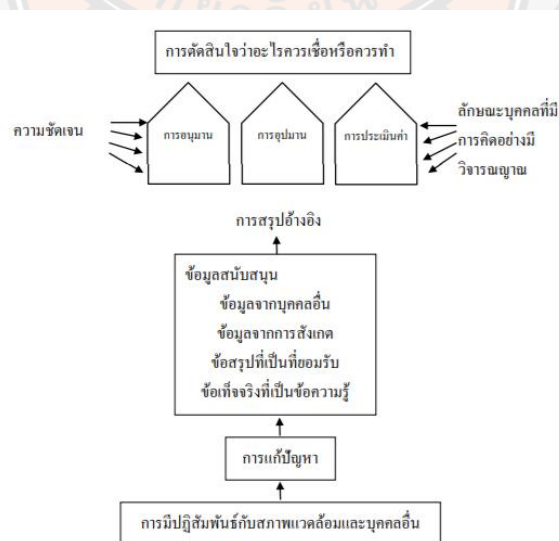 การตัดสินใจว่าอะไรควรเชื่อหรือควรทำ
ความชัดเจน
การอนุมาน
การอุปมาน
การประเมินค่า
ลักษณะบุคคลที่มี
การคิดอย่างมี
วิจารณญาณ
การสรุปอ้างอิง
ข้อมูลสนับสนุน
ข้อมูลจากบุคคลอื่น
ข้อมูลจากการสังเกต
ข้อสรุปที่เป็นที่ยอมรับ
ข้อเท็จจริงที่เป็นข้อความรู้
การแก้ปัญหา
การมีปฏิสัมพันธ์กับสภาพแวดล้อมและบุคคลอื่น